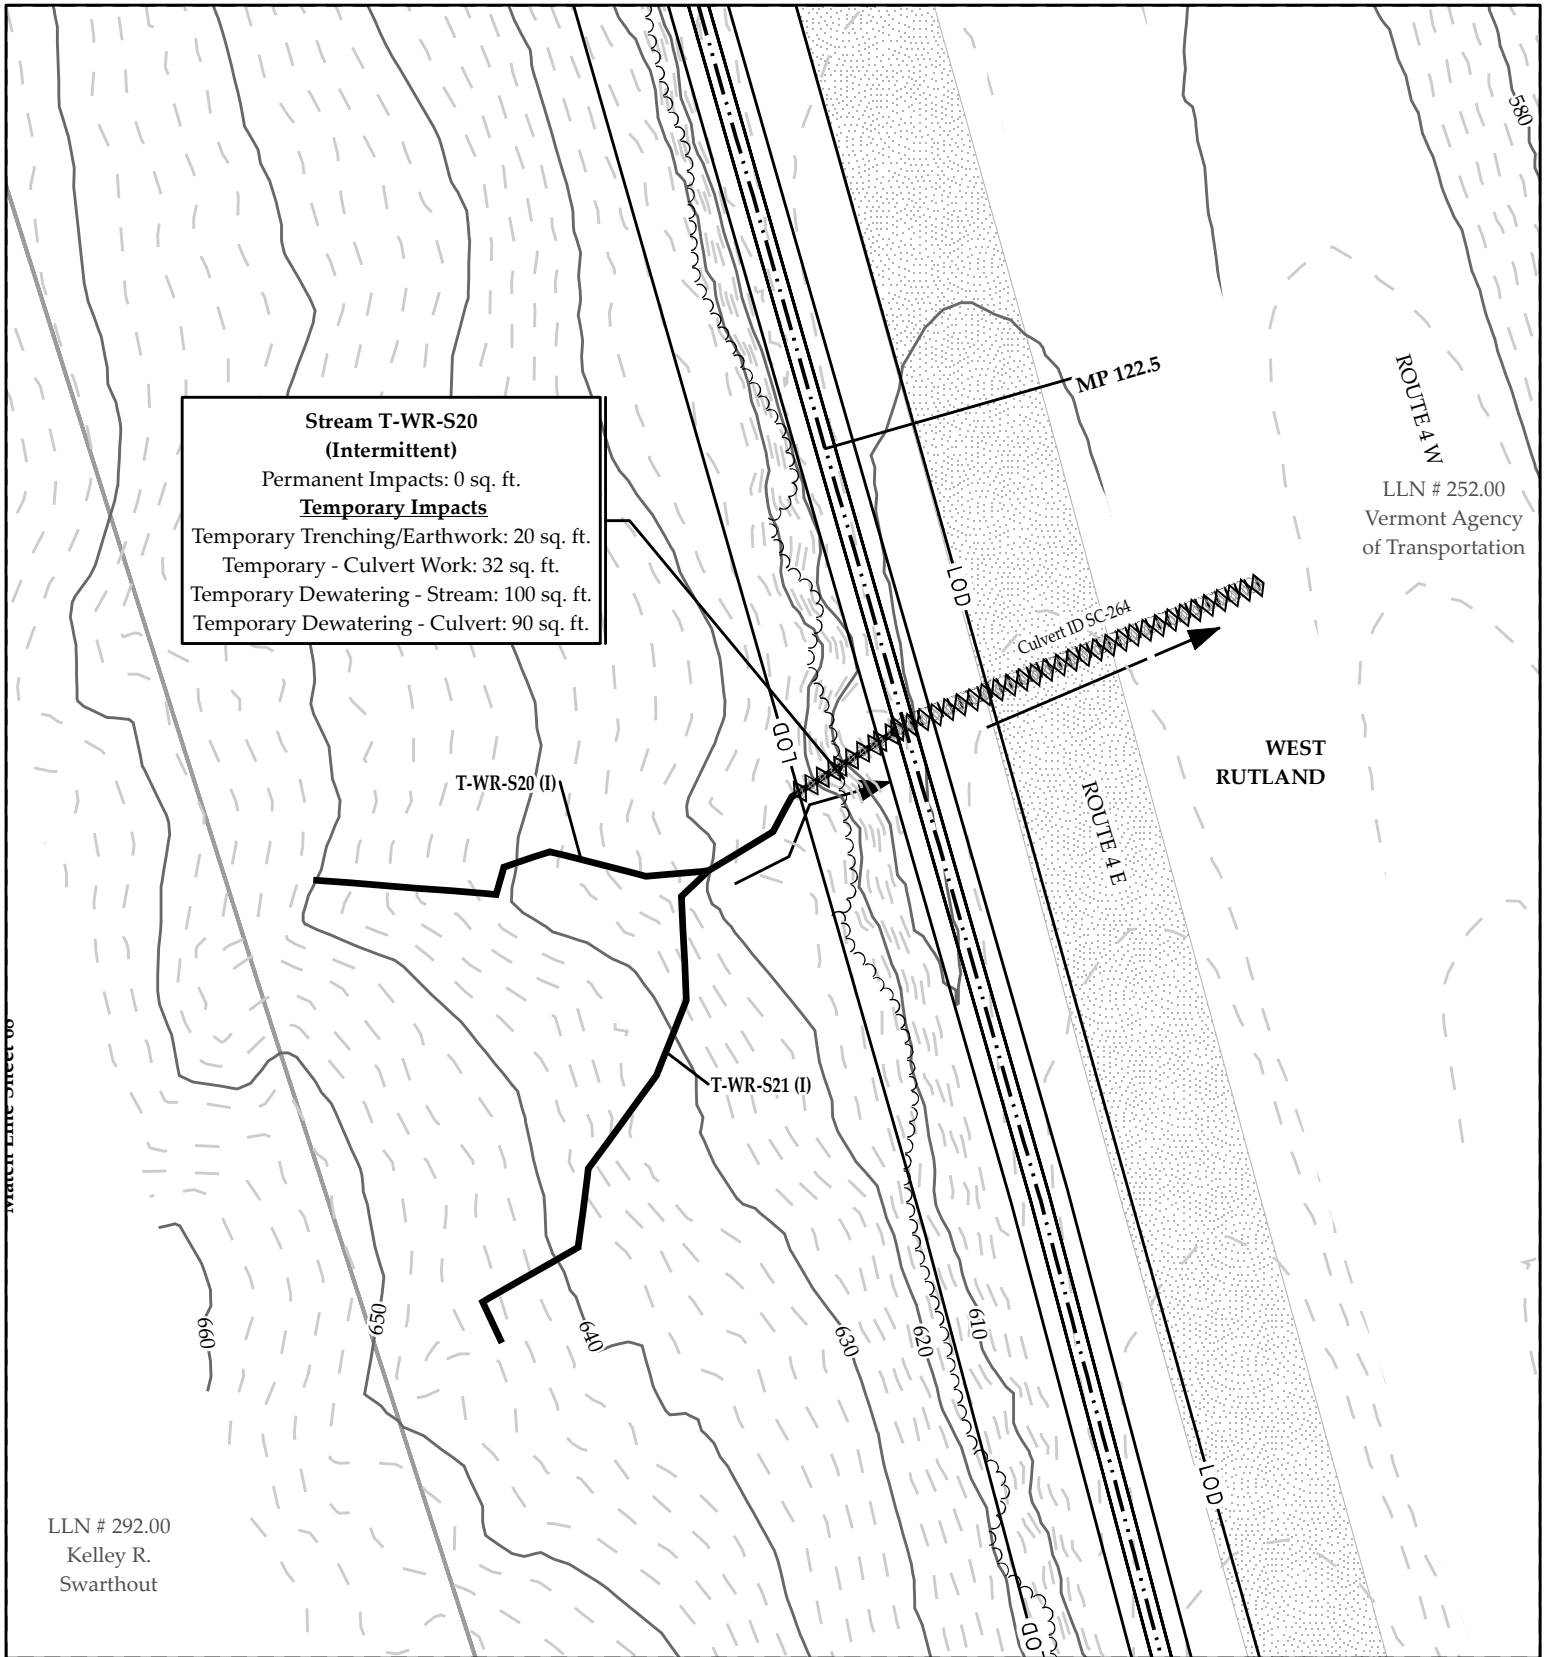 580
MP 122.5
ROUTE 4 W
Stream T-WR-S20
(Intermittent)
Permanent Impacts: 0 sq. ft.
Temporary Impacts
Temporary Trenching/Earthwork: 20 sq. ft.
Temporary - Culvert Work: 32 sq. ft.
Temporary Dewatering - Stream: 100 sq. ft.
Temporary Dewatering - Culvert: 90 sq. ft.
LLN # 252.00
Vermont Agency
of Transportation
LOD
Culvert ID SC-264
LOD
WEST
RUTLAND
T-WR-S20 (I)
ROUTE 4 E
T-WR-S21 (I)
Match Line Sheet
660
650
640
630
620
610
LOD
LLN # 292.00
Kelley R.
Swarthout
LOD